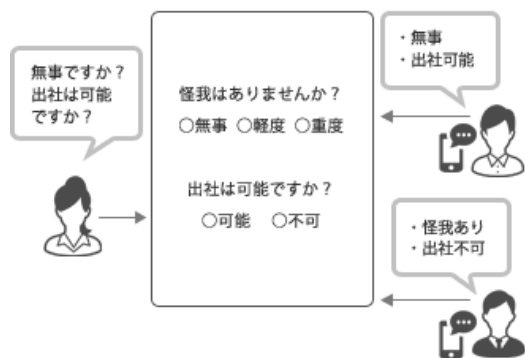 無事ですか？
出社は可能
ですか？
怪我はありませんか？
○無事 ○軽度 ○重度
出社は可能ですか？
○可能 ○不可
・無事
・出社可能
・怪我あり
・出社不可